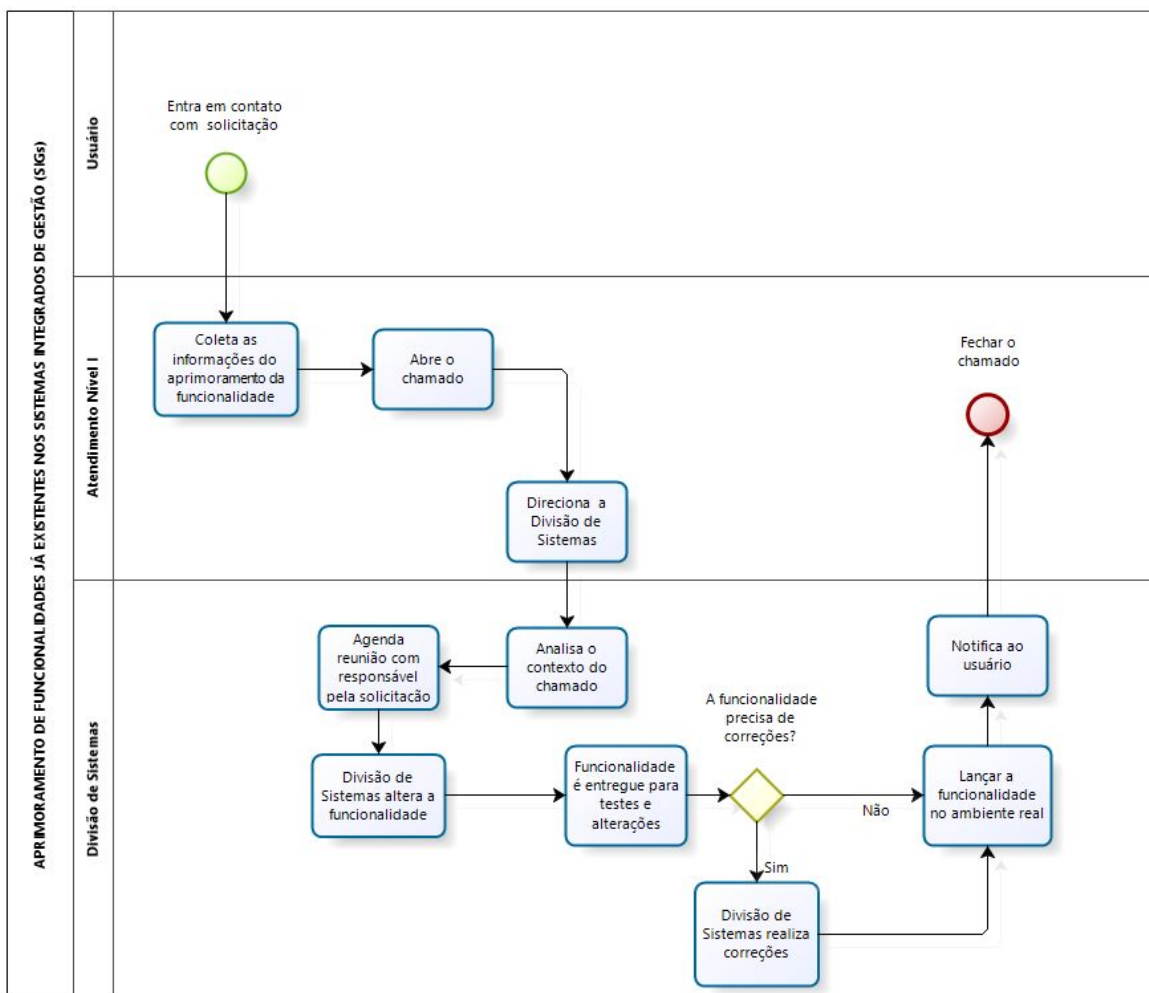 APRIMORAMENTO DE FUNCIONALIDADES JÁ EXISTENTES NOS SISTEMAS INTEGRADOS DE GESTÃO (SIGs)
Usuário
Entra em contato
com solicitação
Atendimento Nível I
Coleta as
informações do
aprimoramento da
funcionalidade
Abre o
chamado
Direciona a
Divisão de
Sistemas
Fechar o
chamado
Divisão de Sistemas
Analisa o
contexto do
chamado
Agenda
reunião com
responsável
pela solicitação
Divisão de
Sistemas altera a
funcionalidade
Funcionalidade
é entregue para
testes e
alterações
A funcionalidade
precisa de
correções?
Não
Sim
Divisão de
Sistemas realiza
correções
Lançar a
funcionalidade
no ambiente real
Notifica ao
usuário